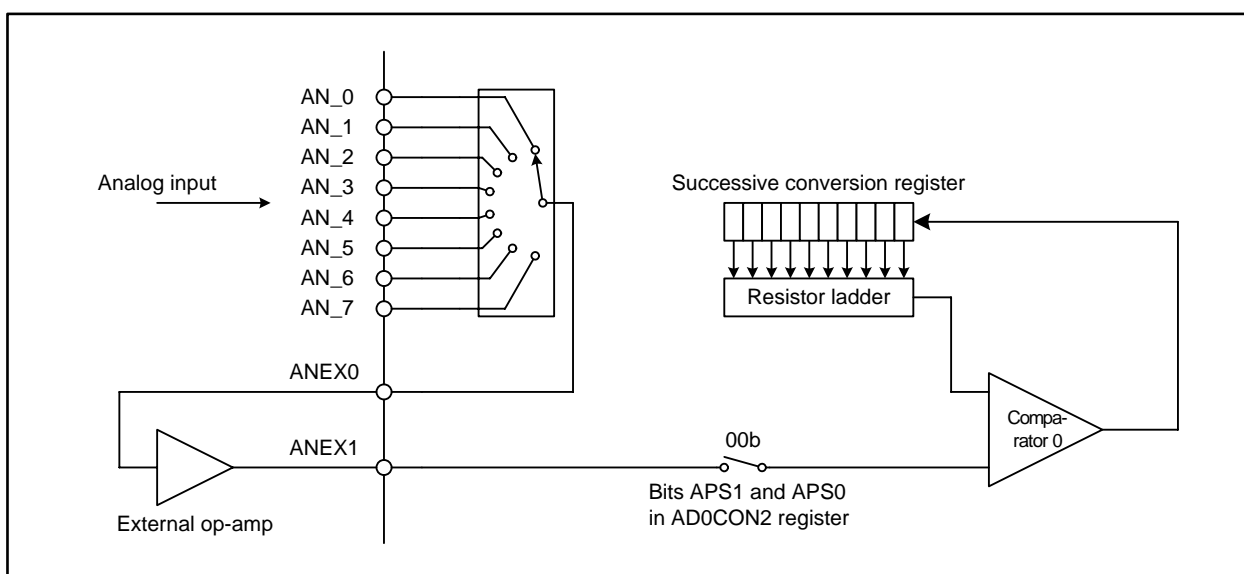 AN_0
AN_1
AN_2
AN_3
AN_4
AN_5
AN_6
AN_7
Analog input
Successive conversion register
Resistor ladder
ANEX0
ANEX1
External op-amp
00b
Bits APS1 and APS0
in AD0CON2 register
Compa-
rator 0